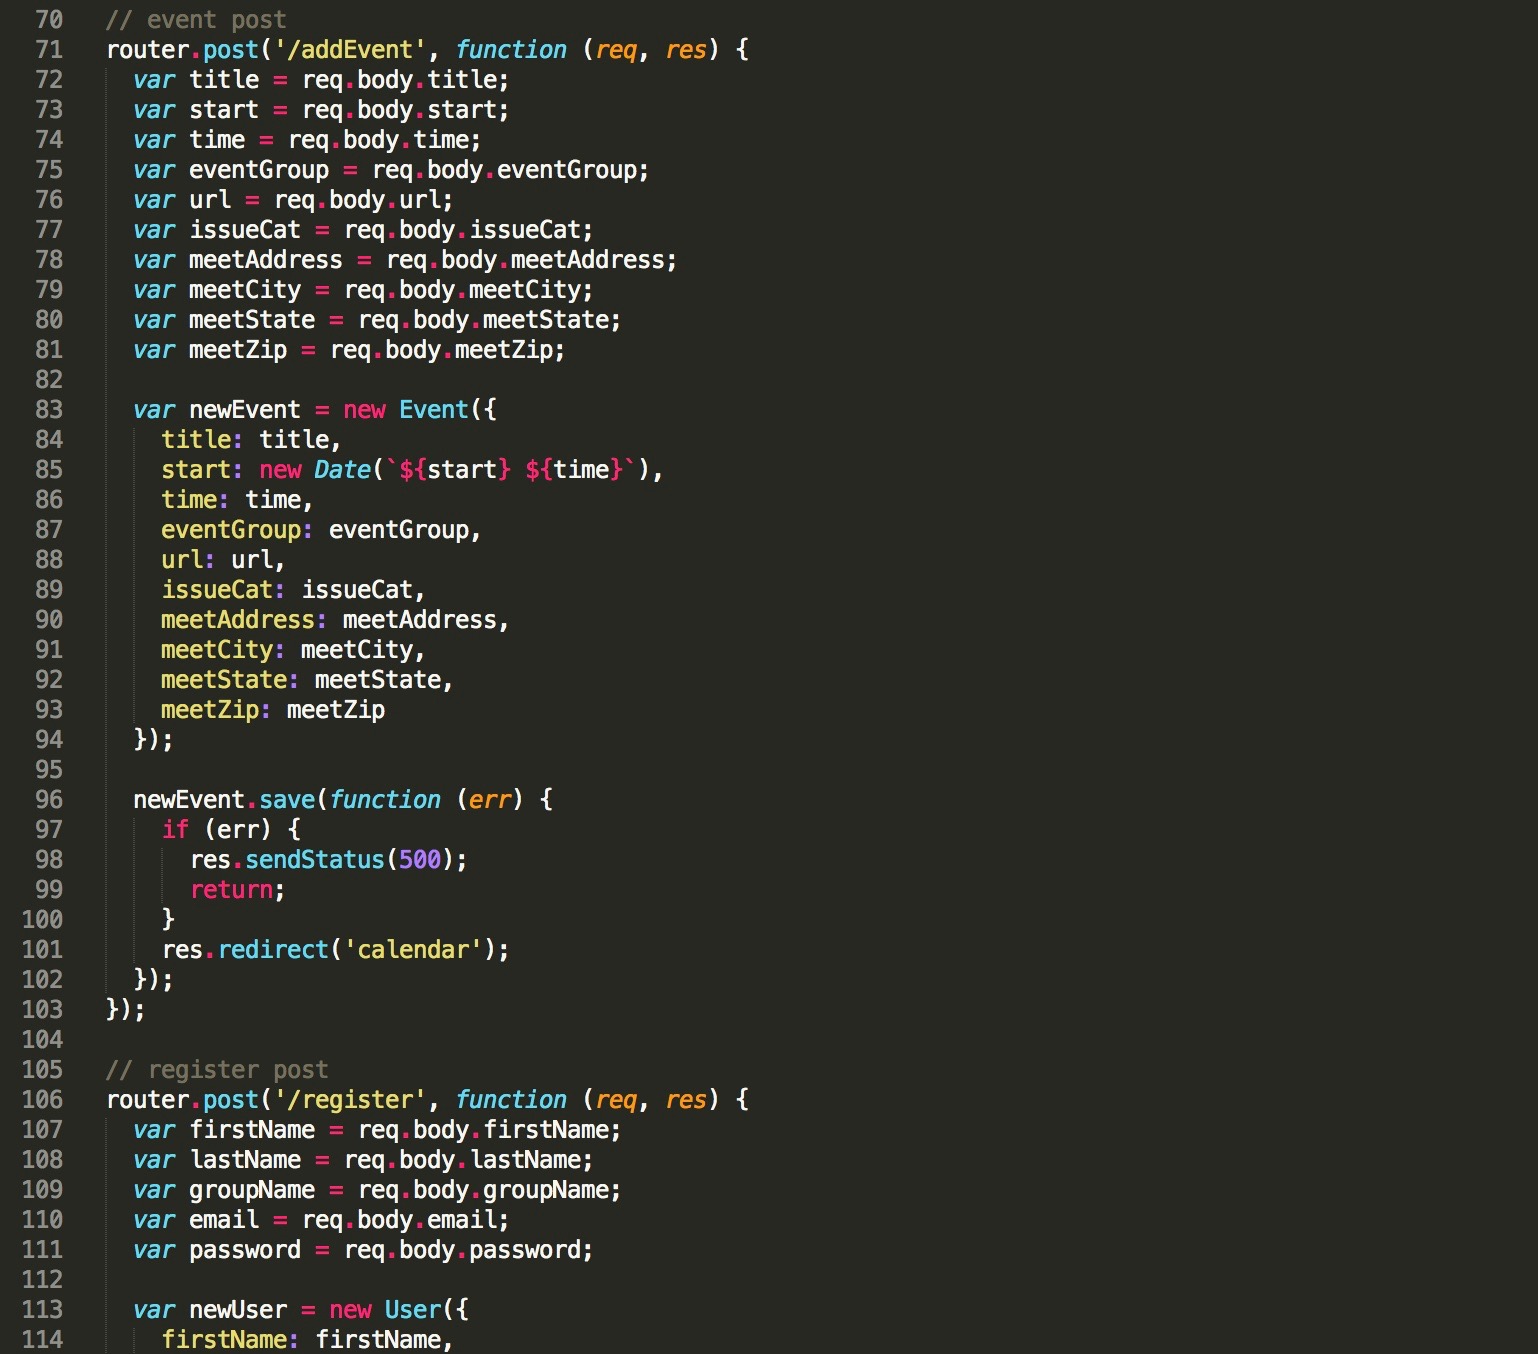 70 // event post
71 router.post('/addEvent', function (req, res) {
72 var title = req.body.title;
73 var start = req.body.start;
74 var time = req.body.time;
75 var eventGroup = req.body.eventGroup;
76 var url = req.body.url;
77 var issueCat = req.body.issueCat;
78 var meetAddress = req.body.meetAddress;
79 var meetCity = req.body.meetCity;
80 var meetState = req.body.meetState;
81 var meetZip = req.body.meetZip;
82
83 var newEvent = new Event({
84 title: title,
85 start: new Date(`${start} ${time}`),
86 time: time,
87 eventGroup: eventGroup,
88 url: url,
89 issueCat: issueCat,
90 meetAddress: meetAddress,
91 meetCity: meetCity,
92 meetState: meetState,
93 meetZip: meetZip
94 });
95
96 newEvent.save(function (err) {
97 if (err) {
98 res.sendStatus(500);
99 return;
100 }
101 res.redirect('calendar');
102 });
103 });
104
105 // register post
106 router.post('/register', function (req, res) {
107 var firstName = req.body.firstName;
108 var lastName = req.body.lastName;
109 var groupName = req.body.groupName;
110 var email = req.body.email;
111 var password = req.body.password;
112
113 var newUser = new User({
114 firstName: firstName,